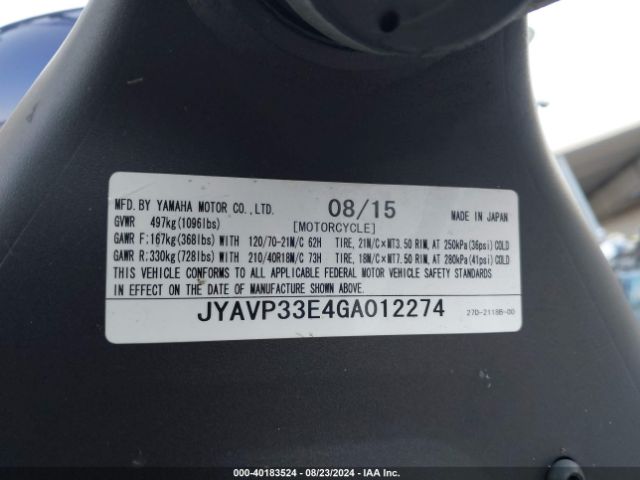 MFD. BY YAMAHA MOTOR CO., LTD. 08/15 MADE IN JAPAN
GVWR 497kg(1096lbs) [MOTORCYCLE]
GAWR F:167kg(368lbs) WITH 120/70-21M/C 62H TIRE, 21M/C×MT3.50 RIM, AT 250kPa(36psi) COLD
GAWR R:330kg(728lbs) WITH 210/40R18M/C 73H TIRE, 18M/C×MT7.50 RIM, AT 280kPa(41psi) COLD
THIS VEHICLE CONFORMS TO ALL APPLICABLE FEDERAL MOTOR VEHICLE SAFETY STANDARDS
IN EFFECT ON THE DATE OF MANUFACTURE SHOWN ABOVE.
JYAVP33E4GA012274 27D-2118B-00
000-40183524 - 08/23/2024 - IAA Holdings, LLC.